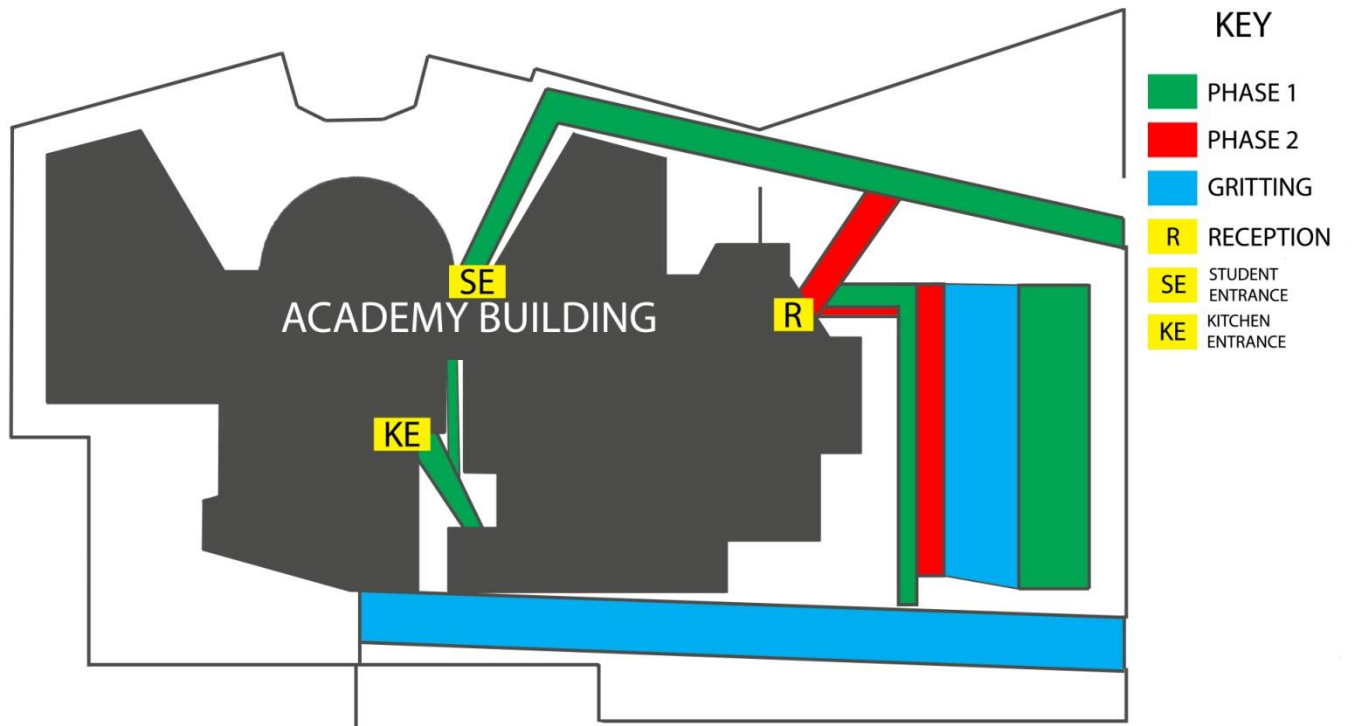 KEY
PHASE 1
PHASE 2
GRITTING
R RECEPTION
SE STUDENT
ENTRANCE
KE KITCHEN
ENTRANCE
SE
ACADEMY BUILDING
R
KE